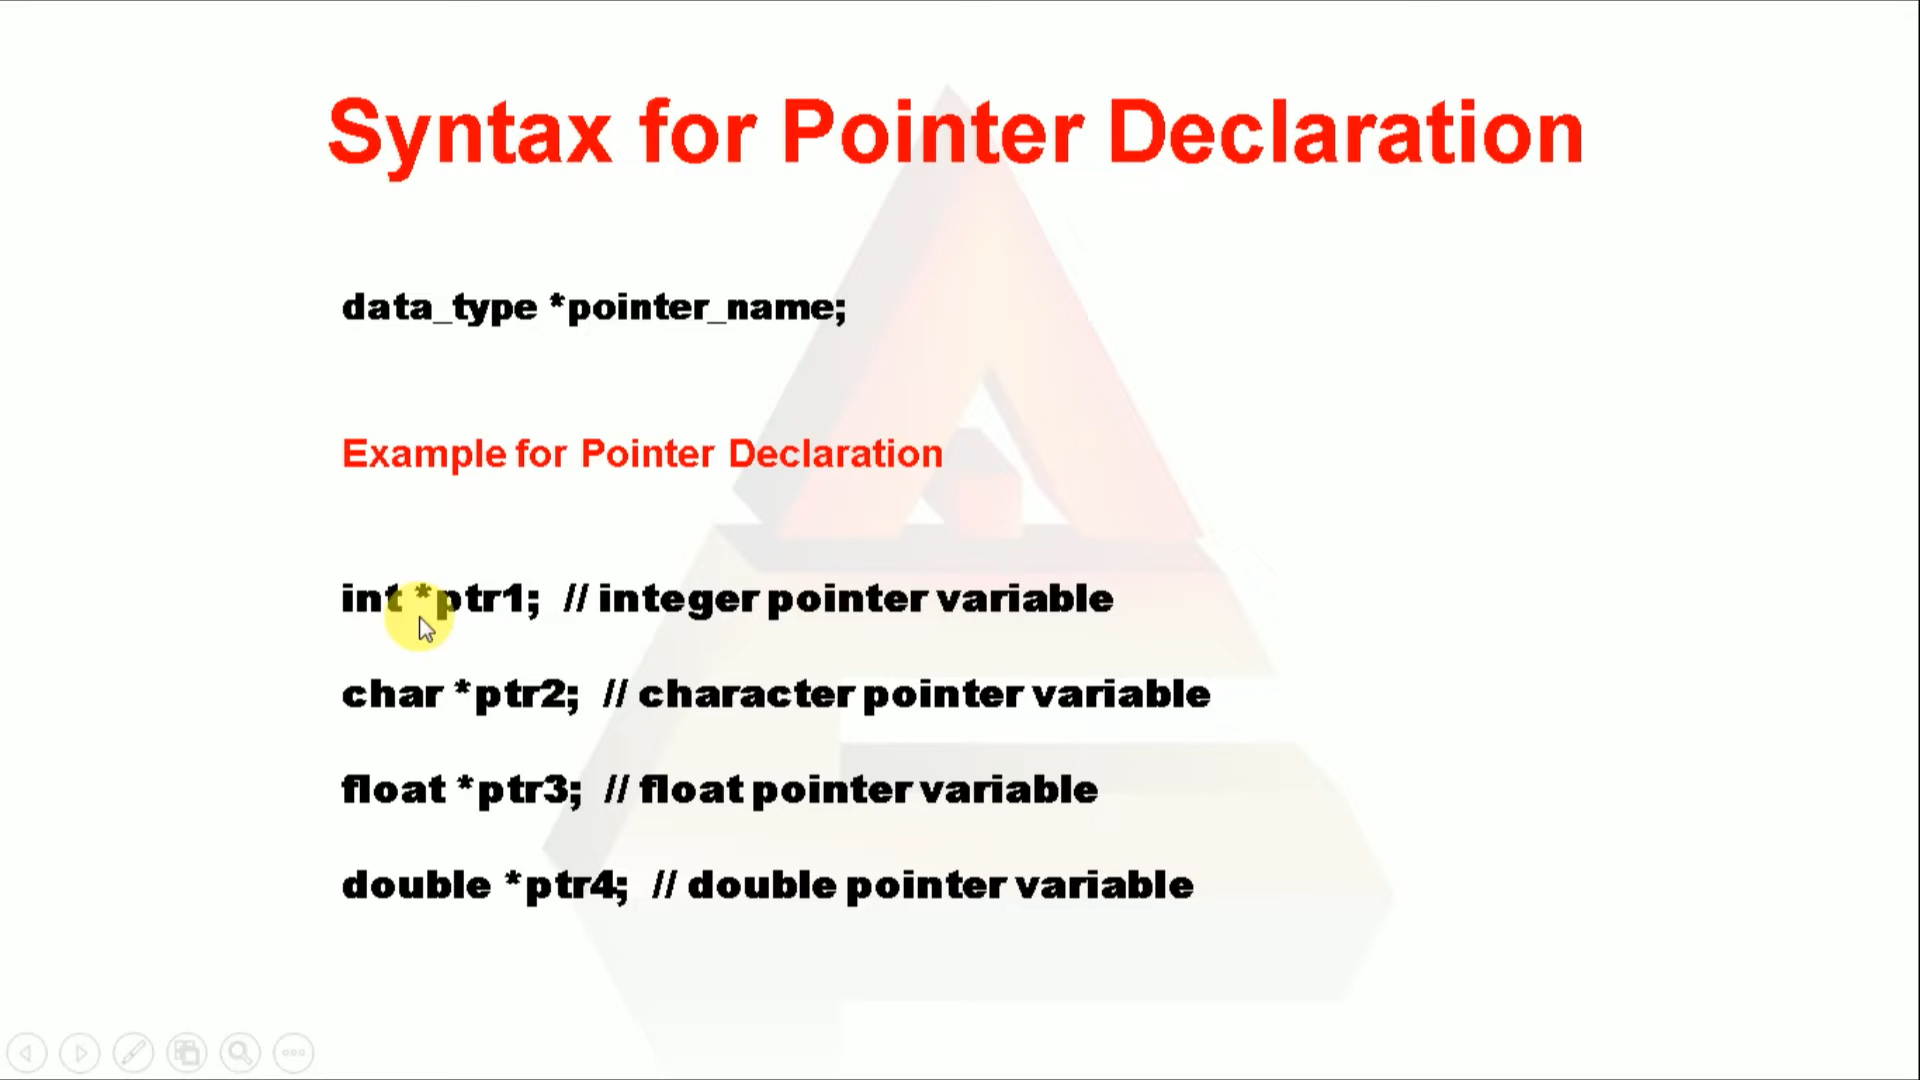 Syntax for Pointer Declaration
data_type *pointer_name;
Example for Pointer Declaration
int *ptr1; // integer pointer variable
char *ptr2; // character pointer variable
float *ptr3; // float pointer variable
double *ptr4; // double pointer variable